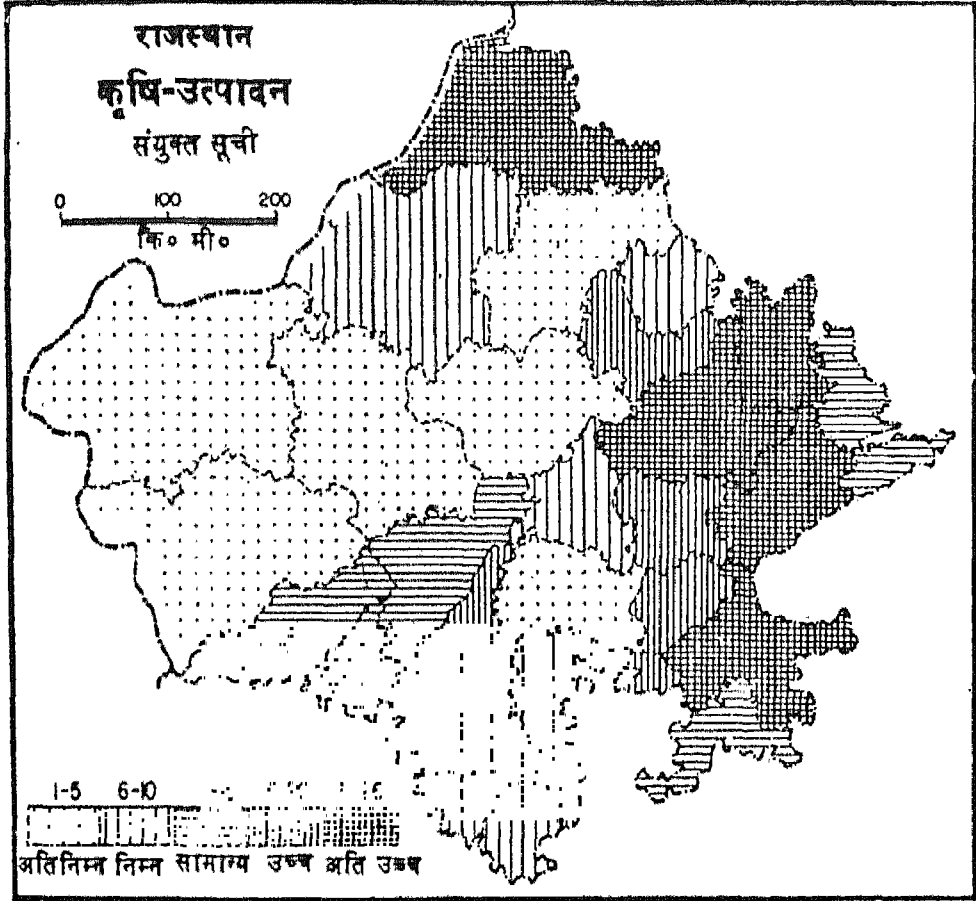 राजस्थान
कृषि-उत्पादन
संयुक्त सूची
0 100 200
कि० मी०
1-5 6-10
अतिनिम्न निम्न सामान्य उच्च अति उच्च